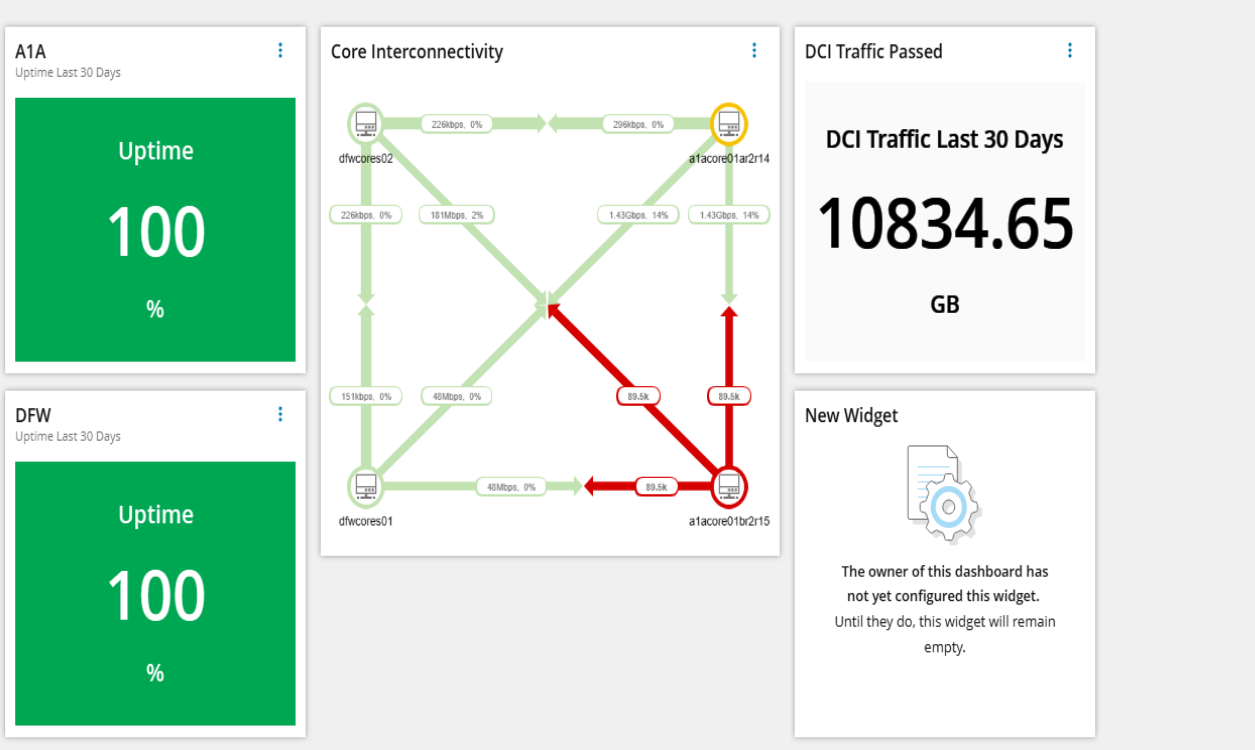 A1A
Uptime Last 30 Days
Uptime
100
%
DFW
Uptime Last 30 Days
Uptime
100
%
Core Interconnectivity
226kbps, 0%
296kbps, 0%
dfwcores02
a1acore01ar2r14
226kbps, 0%
181Mbps, 2%
1.43Gbps, 14%
1.43Gbps, 14%
151kbps, 0%
48Mbps, 0%
89.5k
89.5k
48Mbps, 0%
89.5k
dfwcores01
a1acore01br2r15
DCI Traffic Passed
DCI Traffic Last 30 Days
10834.65
GB
New Widget
The owner of this dashboard has
not yet configured this widget.
Until they do, this widget will remain
empty.